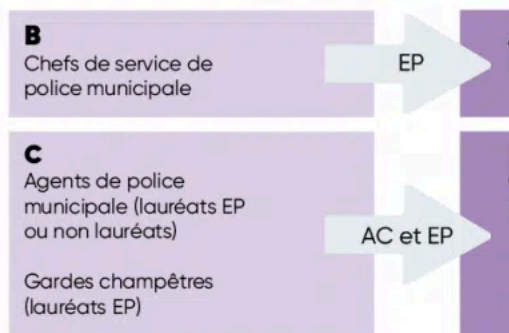 B
Chefs de service de
police municipale
EP
C
Agents de police
municipale (lauréats EP
ou non lauréats)
AC et EP
Gardes champêtres
(lauréats EP)